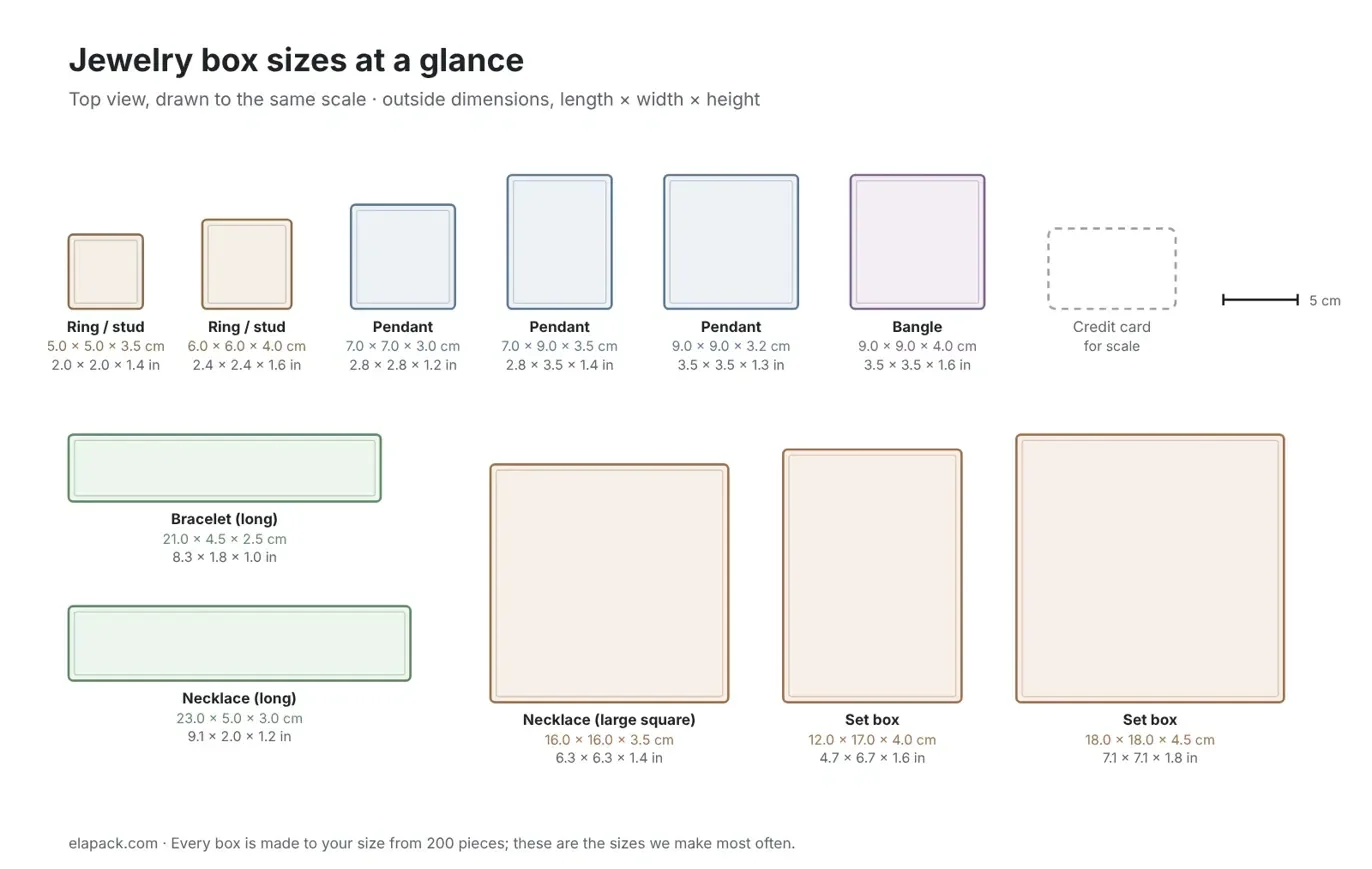 Jewelry box sizes at a glance
Top view, drawn to the same scale · outside dimensions, length × width × height
Ring / stud
5.0 × 5.0 × 3.5 cm
2.0 × 2.0 × 1.4 in
Ring / stud
6.0 × 6.0 × 4.0 cm
2.4 × 2.4 × 1.6 in
Pendant
7.0 × 7.0 × 3.0 cm
2.8 × 2.8 × 1.2 in
Pendant
7.0 × 9.0 × 3.5 cm
2.8 × 3.5 × 1.4 in
Pendant
9.0 × 9.0 × 3.2 cm
3.5 × 3.5 × 1.3 in
Bangle
9.0 × 9.0 × 4.0 cm
3.5 × 3.5 × 1.6 in
Credit card
for scale
5 cm
Bracelet (long)
21.0 × 4.5 × 2.5 cm
8.3 × 1.8 × 1.0 in
Necklace (long)
23.0 × 5.0 × 3.0 cm
9.1 × 2.0 × 1.2 in
Necklace (large square)
16.0 × 16.0 × 3.5 cm
6.3 × 6.3 × 1.4 in
Set box
12.0 × 17.0 × 4.0 cm
4.7 × 6.7 × 1.6 in
Set box
18.0 × 18.0 × 4.5 cm
7.1 × 7.1 × 1.8 in
elapack.com · Every box is made to your size from 200 pieces; these are the sizes we make most often.